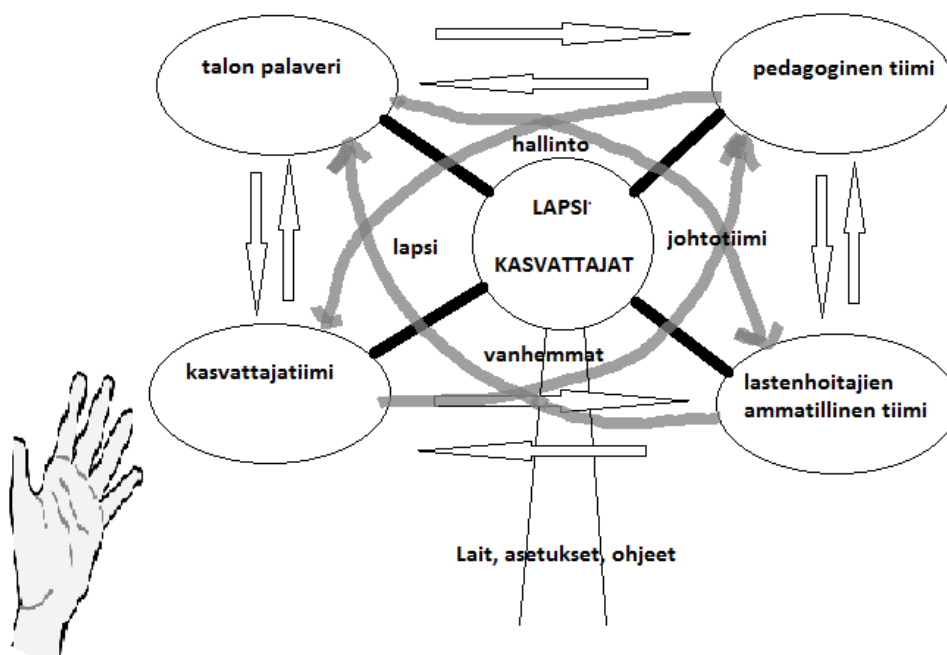 talon palaveri
pedagoginen tiimi
hallinto
LAPSI
KASVATTAJAT
lapsi
johtotiimi
vanhemmat
kasvattajatiimi
lastenhoitajien
ammatillinen tiimi
Lait, asetukset, ohjeet